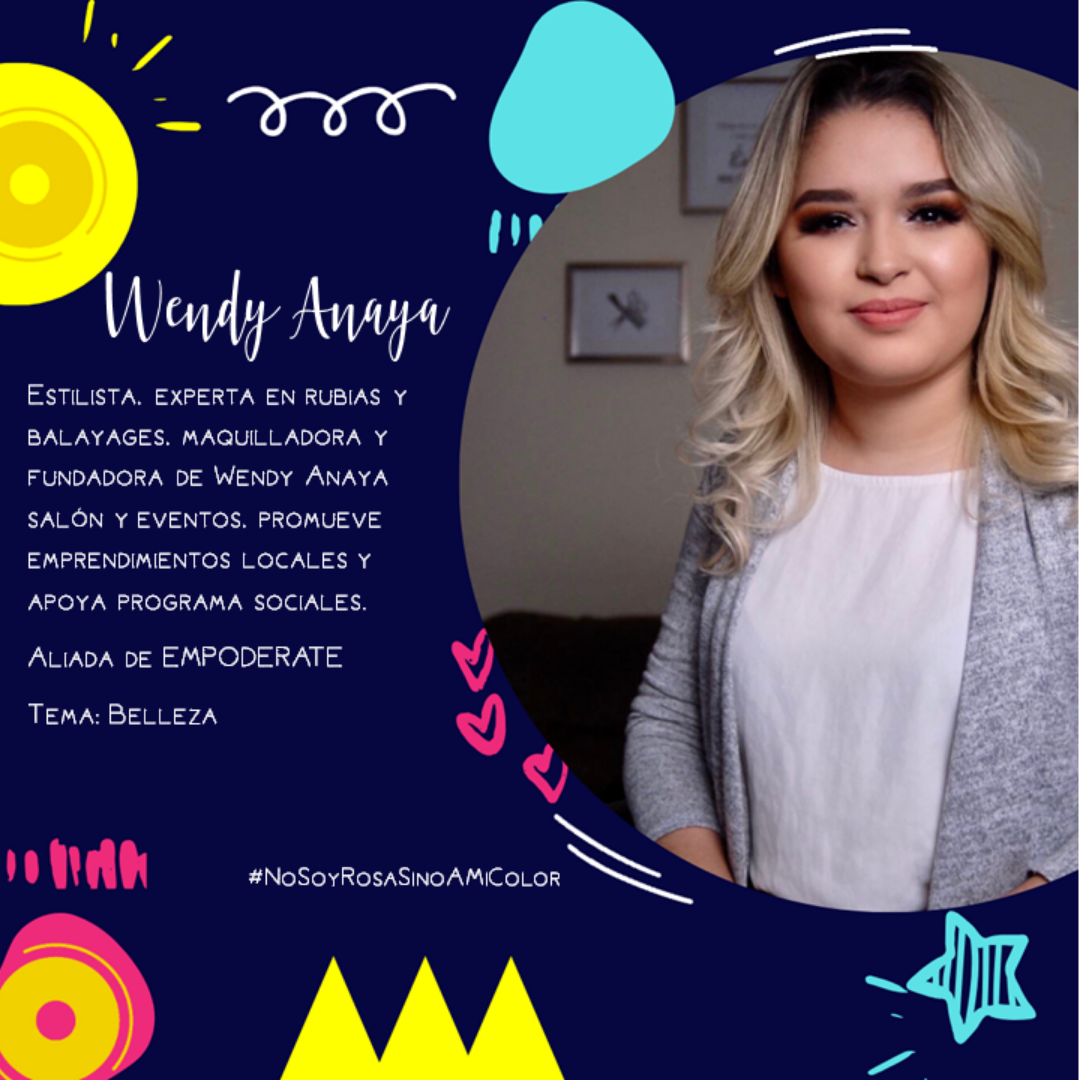 Wendy Anaya
Estilista, experta en rubias y
balayages, maquilladora y
fundadora de Wendy Anaya
salón y eventos, promueve
emprendimientos locales y
apoya programa sociales.
Aliada de EMPODERATE
Tema: Belleza
#NoSoyRosaSinoAMiColor